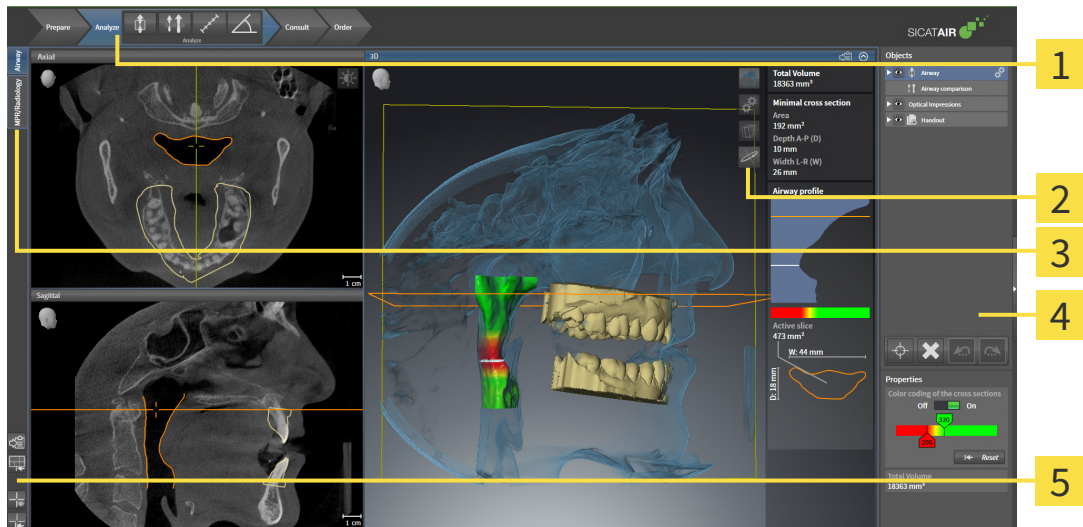 Prepare
Analyze
Analyze
Consult
Order
SICATAIR
1
Airway
MPR/Radiology
Axial
1 cm
Sagittal
1 cm
3D
Total Volume
18363 mm³
Minimal cross section
Area
192 mm²
Depth A-P (D)
10 mm
Width L-R (W)
26 mm
Airway profile
Active slice
473 mm²
W: 44 mm
D: 18 mm
Objects
Airway
Airway comparison
Optical Impressions
Handout
Properties
Color coding of the cross sections
Off
On
320
200
Reset
Total Volume
18363 mm³
2
3
4
5